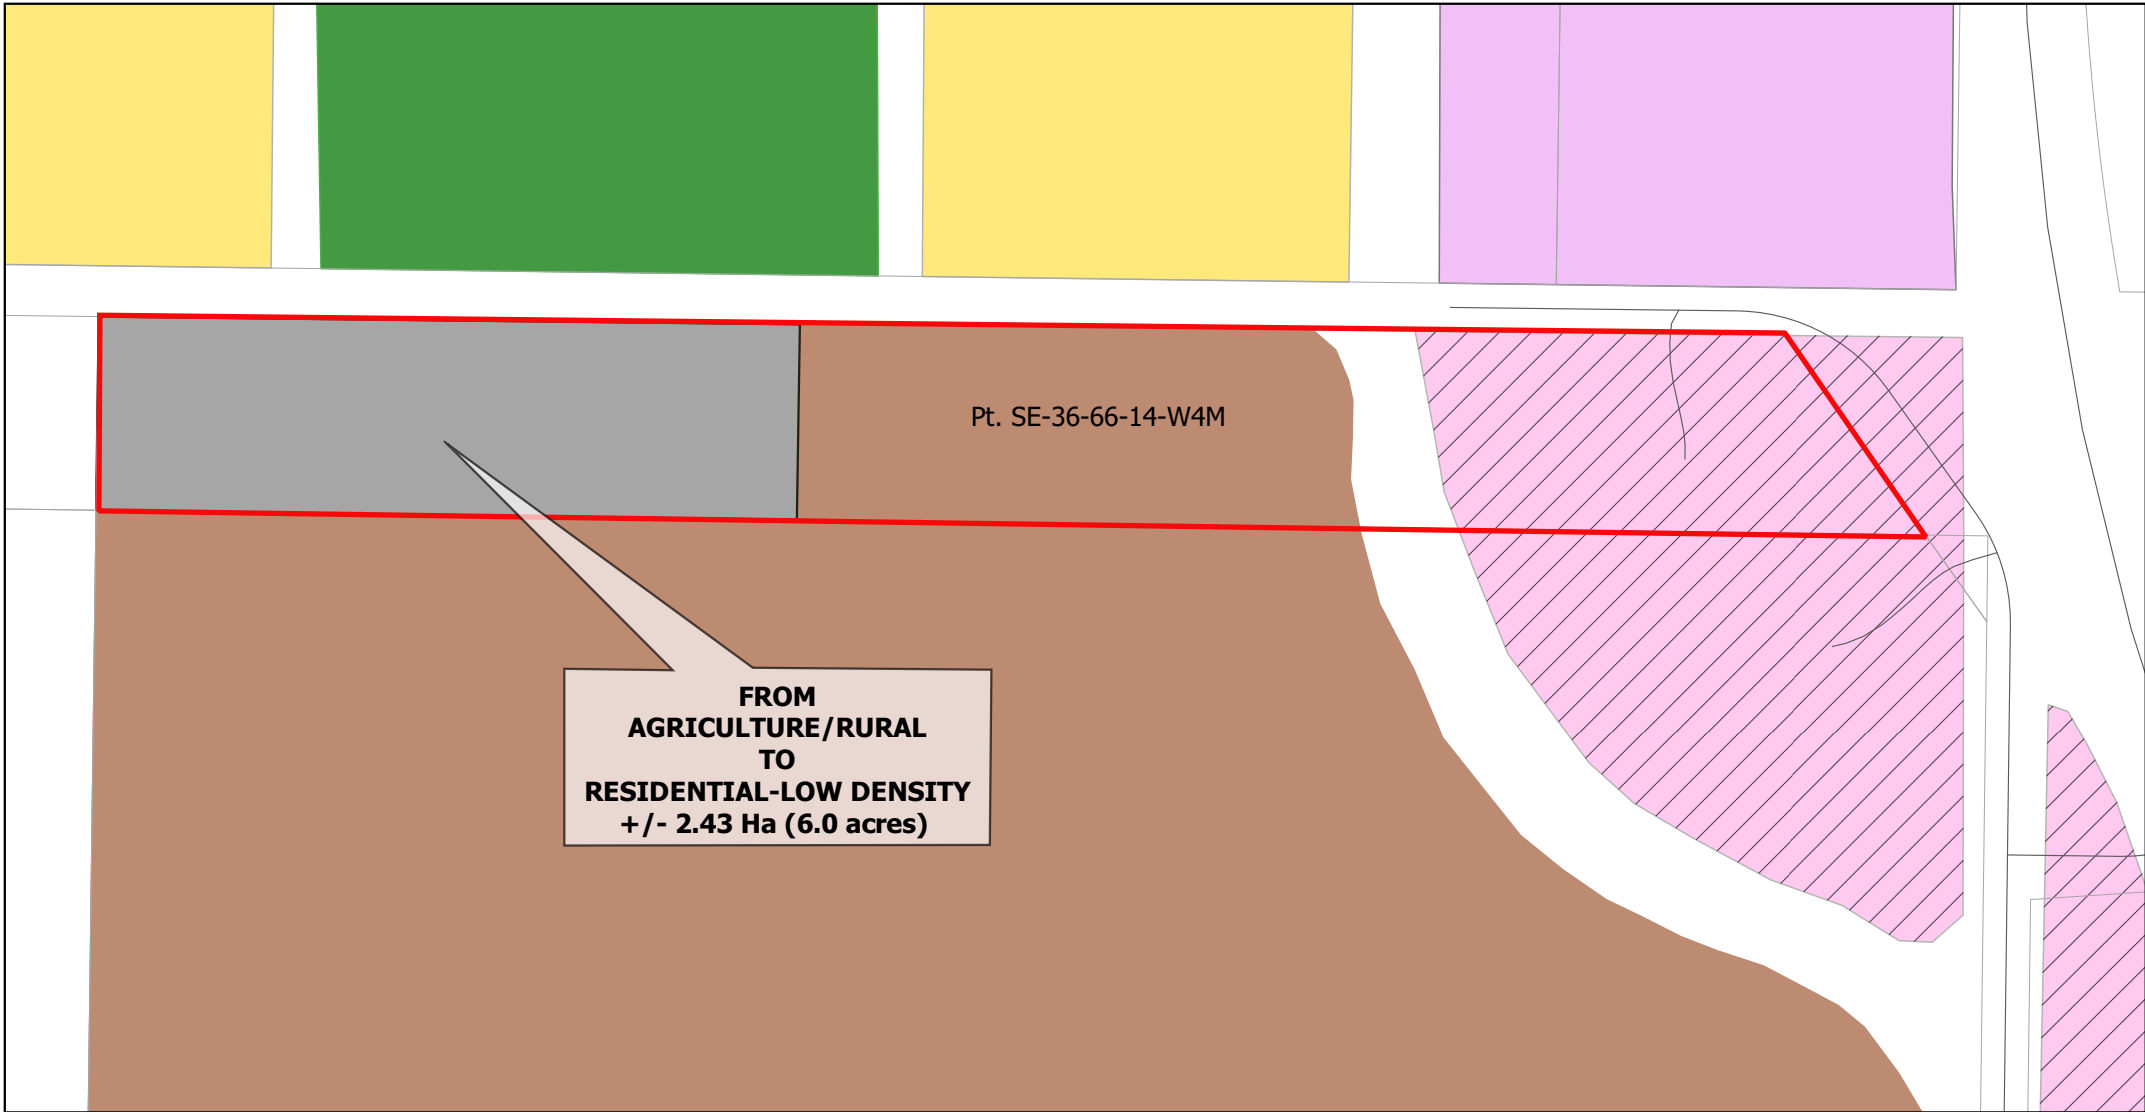 Pt. SE-36-66-14-W4M
FROM
AGRICULTURE/RURAL
TO
RESIDENTIAL-LOW DENSITY
+/- 2.43 Ha (6.0 acres)